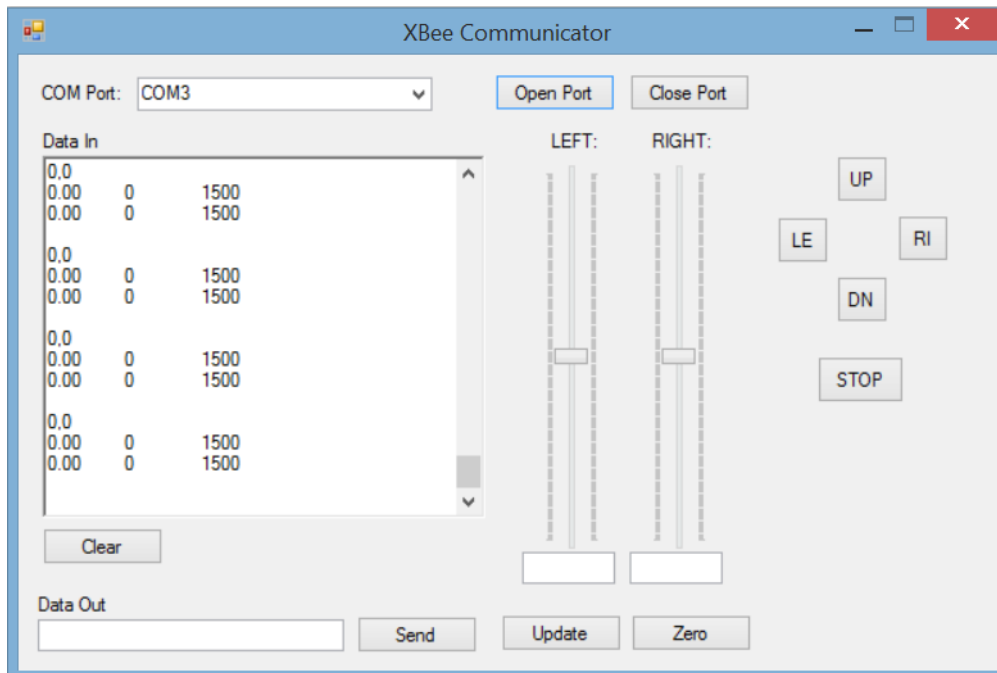 XBee Communicator
COM Port: COM3 Open Port Close Port
Data In
LEFT: RIGHT:
0,0
0.00 0 1500
0.00 0 1500
0,0
0.00 0 1500
0.00 0 1500
0,0
0.00 0 1500
0.00 0 1500
0,0
0.00 0 1500
0.00 0 1500
UP
LE RI
DN
STOP
Clear
Data Out
Send Update Zero